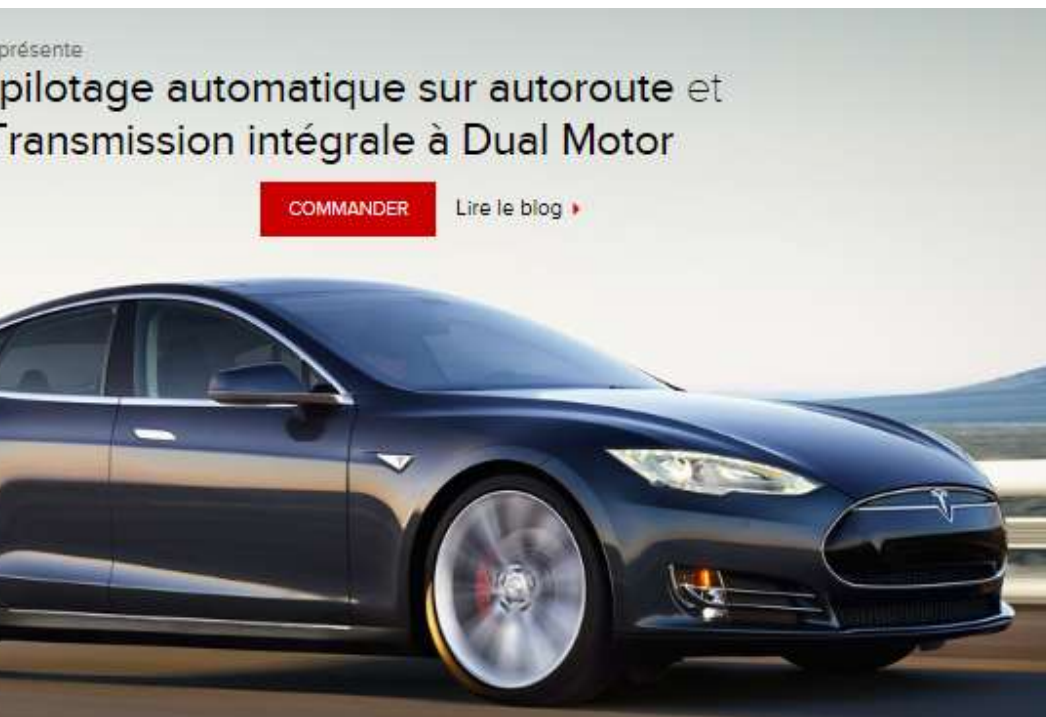 présente
pilotage automatique sur autoroute et
Transmission intégrale à Dual Motor
COMMANDER
Lire le blog